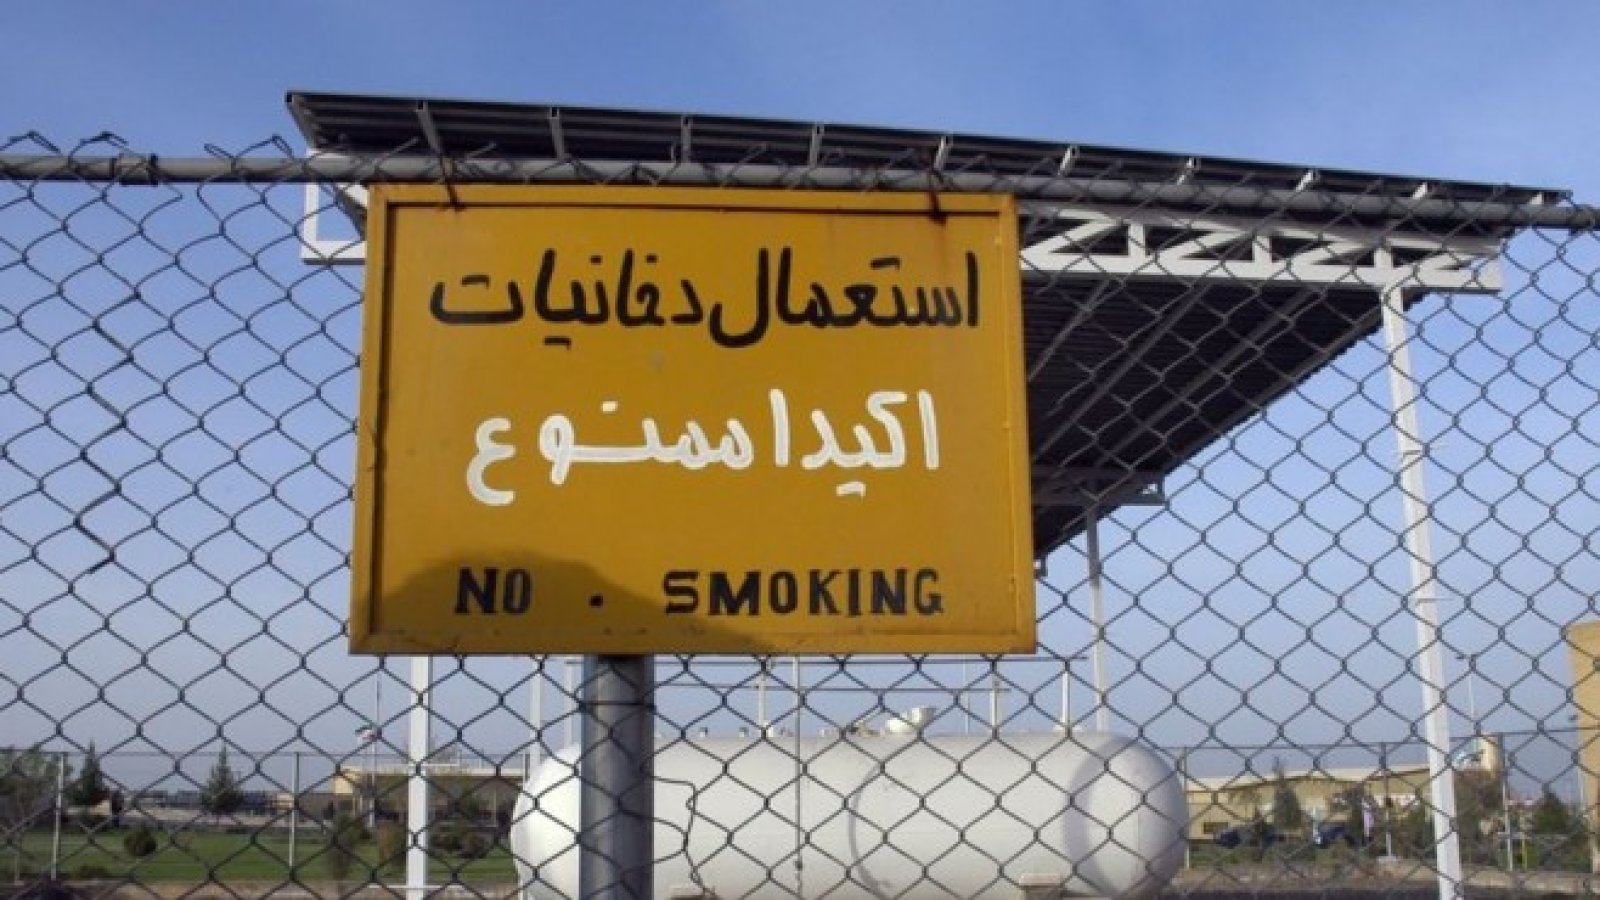 استعمال دخانیات
اکیدا ممنوع
NO . SMOKING